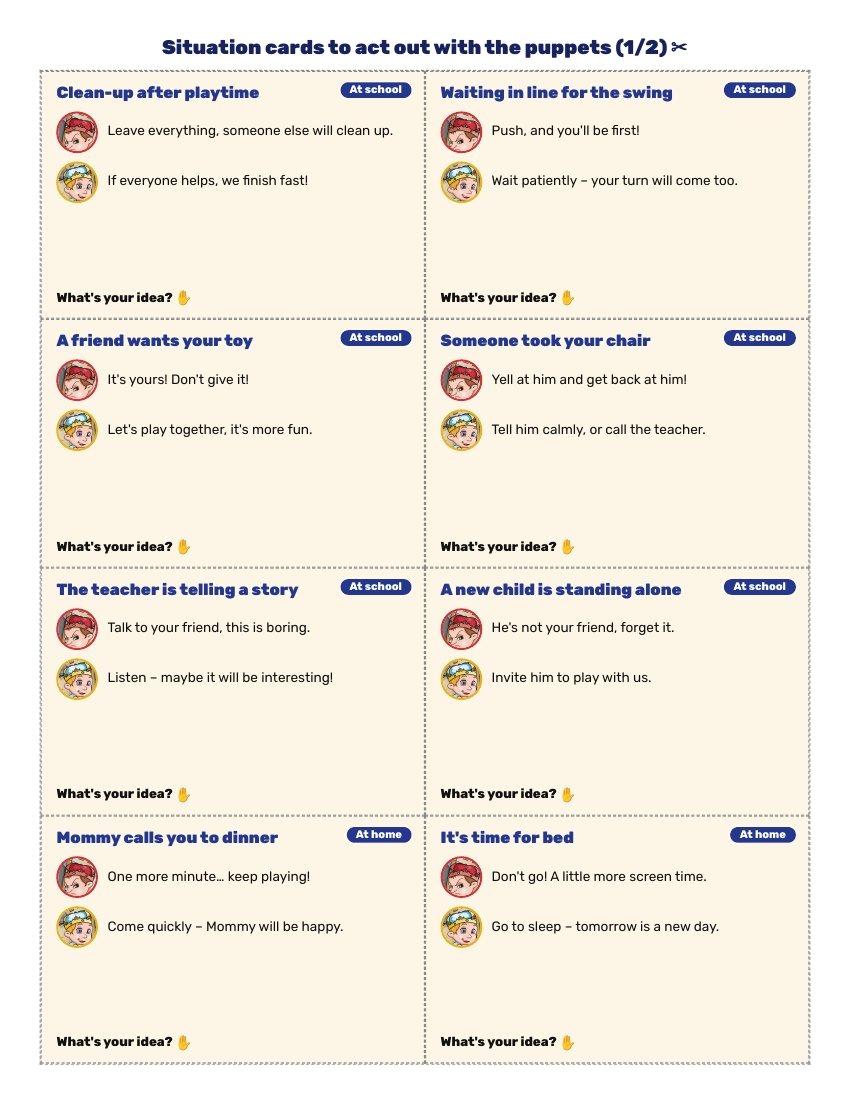 Situation cards to act out with the puppets (1/2) ✂
Clean-up after playtime
At school
Leave everything, someone else will clean up.
If everyone helps, we finish fast!
What's your idea? ✋
Waiting in line for the swing
At school
Push, and you'll be first!
Wait patiently – your turn will come too.
What's your idea? ✋
A friend wants your toy
At school
It's yours! Don't give it!
Let's play together, it's more fun.
What's your idea? ✋
Someone took your chair
At school
Yell at him and get back at him!
Tell him calmly, or call the teacher.
What's your idea? ✋
The teacher is telling a story
At school
Talk to your friend, this is boring.
Listen – maybe it will be interesting!
What's your idea? ✋
A new child is standing alone
At school
He's not your friend, forget it.
Invite him to play with us.
What's your idea? ✋
Mommy calls you to dinner
At home
One more minute… keep playing!
Come quickly – Mommy will be happy.
What's your idea? ✋
It's time for bed
At home
Don't go! A little more screen time.
Go to sleep – tomorrow is a new day.
What's your idea? ✋